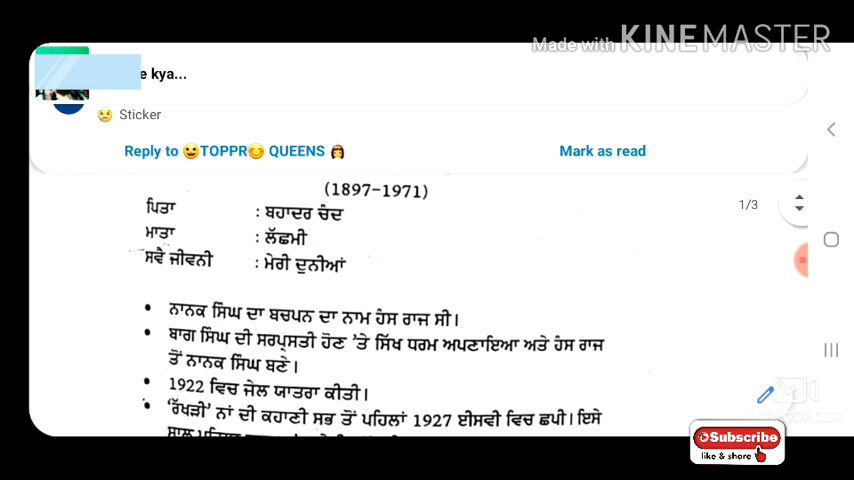 Made with KINEMASTER
e kya...
Sticker
Reply to TOPPR QUEENS
Mark as read
(1897-1971)
1/3
ਪਿਤਾ : ਬਹਾਦਰ ਚੰਦ
ਮਾਤਾ : ਲੱਛਮੀ
ਸਵੈ ਜੀਵਨੀ : ਮੇਰੀ ਦੁਨੀਆਂ
• ਨਾਨਕ ਸਿੰਘ ਦਾ ਬਚਪਨ ਦਾ ਨਾਮ ਹੰਸ ਰਾਜ ਸੀ।
• ਬਾਗ ਸਿੰਘ ਦੀ ਸਰਪ੍ਰਸਤੀ ਹੋਣ 'ਤੇ ਸਿੱਖ ਧਰਮ ਅਪਣਾਇਆ ਅਤੇ ਹੰਸ ਰਾਜ
ਤੋਂ ਨਾਨਕ ਸਿੰਘ ਬਣੇ।
• 1922 ਵਿਚ ਜੇਲ ਯਾਤਰਾ ਕੀਤੀ।
• 'ਰੱਖੜੀ' ਨਾਂ ਦੀ ਕਹਾਣੀ ਸਭ ਤੋਂ ਪਹਿਲਾਂ 1927 ਈਸਵੀ ਵਿਚ ਛਪੀ। ਇਸੇ
ਸਾਲ
Subscribe
like & share